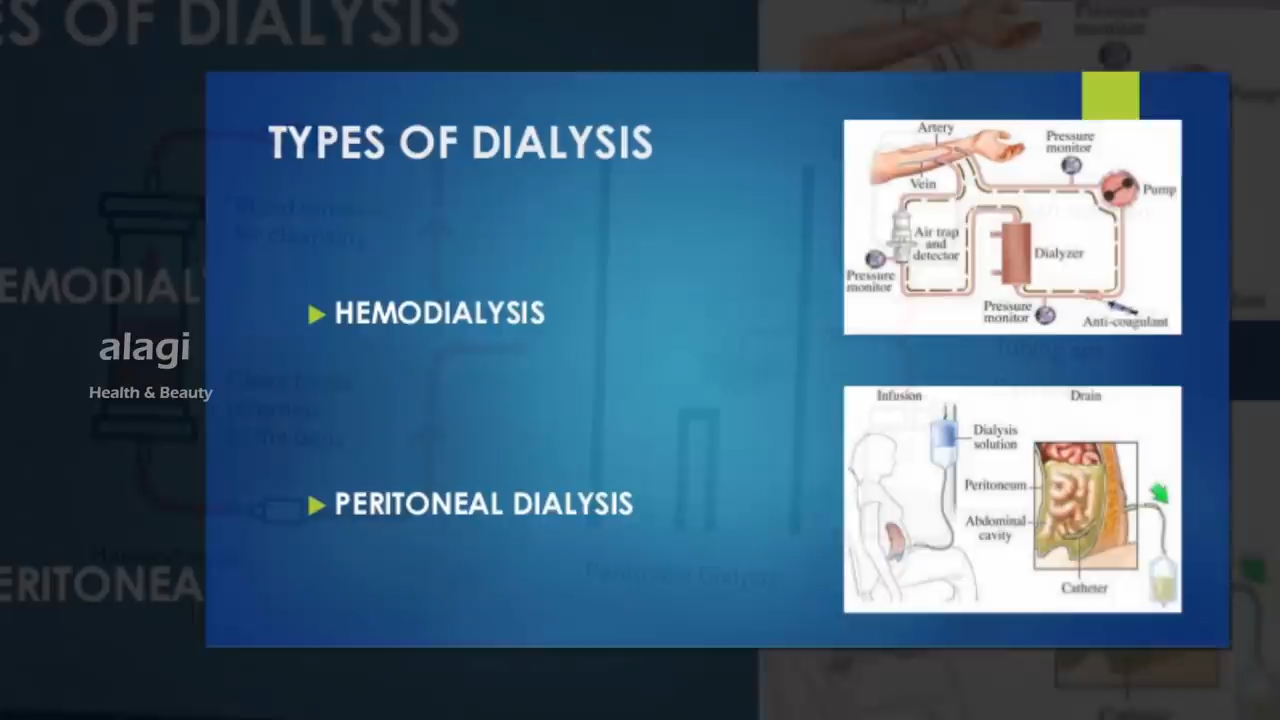 ES OF DIALYSIS
TYPES OF DIALYSIS
HEMODIALYSIS
PERITONEAL DIALYSIS
EMODIAL
alagi
Health & Beauty
ERITONEA
Artery
Vein
Pressure
monitor
Pump
Air trap
and
detector
Dialyzer
Pressure
monitor
Pressure
monitor
Anti-coagulant
Infusion
Drain
Dialysis
solution
Peritoneum
Abdominal
cavity
Catheter